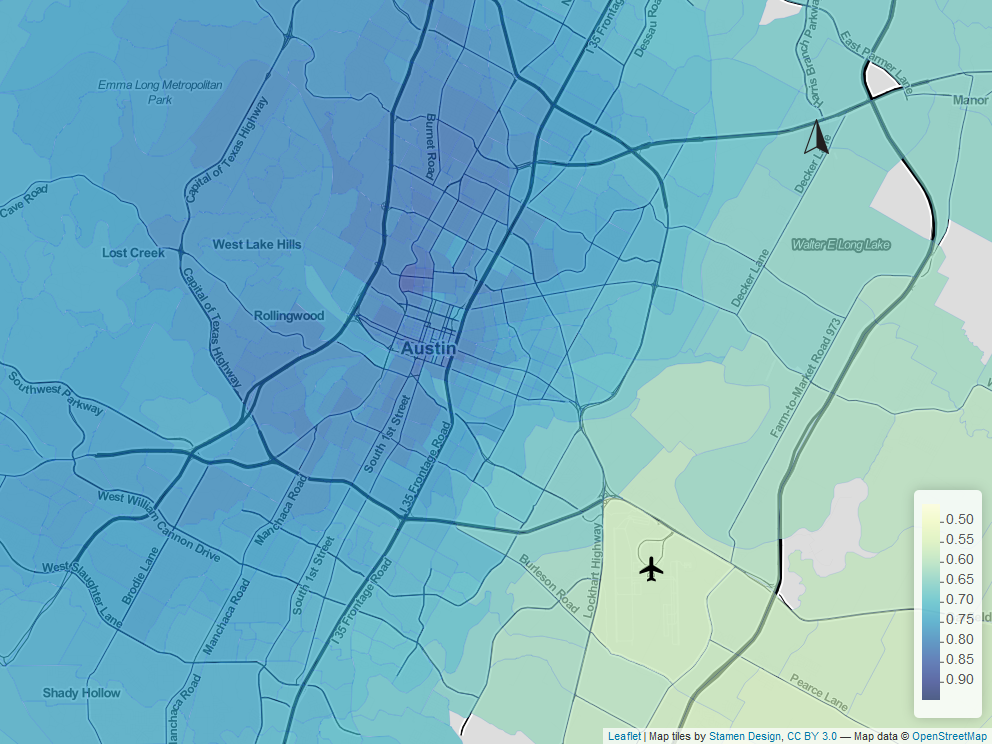 N
I 35 Frontage
Dessau Roa
Harris Branch Parkway
East Parmer Lane
Emma Long Metropolitan
Park
Manor
Capital of Texas Highway
Burnet Road
Decker Lane
Cave Road
Lost Creek
West Lake Hills
Walter E Long Lake
Decker Lane
Capital of Texas Highway
Rollingwood
Austin
Farm-to-Market Road 973
Southwest Parkway
South 1st Street
I 35 Frontage Road
West William Cannon Drive
Manchaca Road
0.50
0.55
0.60
0.65
0.70
0.75
0.80
0.85
0.90
West Slaughter Lane
Brodie Lane
South 1st Street
I 35 Frontage Road
Burleson Road
Lockhart Highway
Manchaca Road
Shady Hollow
Manchaca Road
Pearce Lane
Leaflet | Map tiles by Stamen Design, CC BY 3.0 — Map data © OpenStreetMap